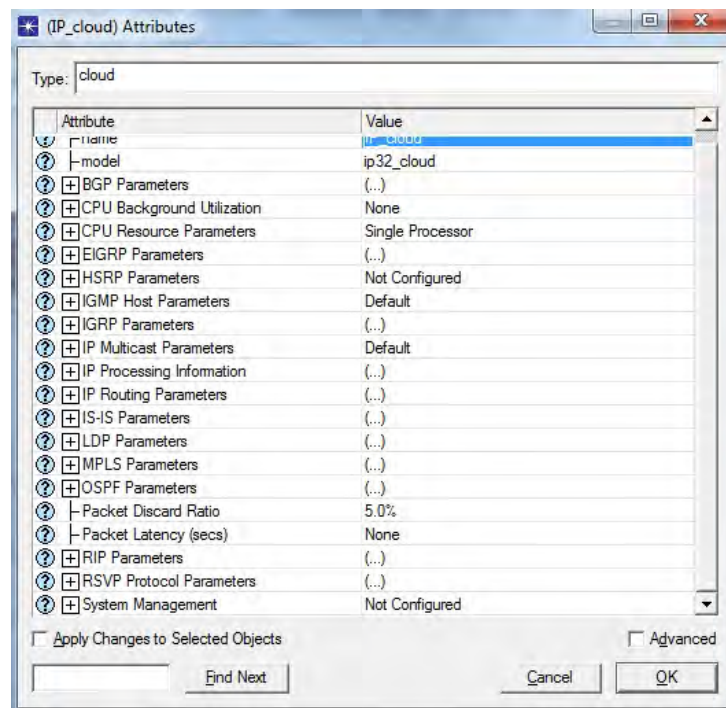 (IP_cloud) Attributes
Type: cloud
Attribute Value
name IP_cloud
model ip32_cloud
BGP Parameters (...)
CPU Background Utilization None
CPU Resource Parameters Single Processor
EIGRP Parameters (...)
HSRP Parameters Not Configured
IGMP Host Parameters Default
IGRP Parameters (...)
IP Multicast Parameters Default
IP Processing Information (...)
IP Routing Parameters (...)
IS-IS Parameters (...)
LDP Parameters (...)
MPLS Parameters (...)
OSPF Parameters (...)
Packet Discard Ratio 5.0%
Packet Latency (secs) None
RIP Parameters (...)
RSVP Protocol Parameters (...)
System Management Not Configured
Apply Changes to Selected Objects Advanced
Find Next Cancel OK